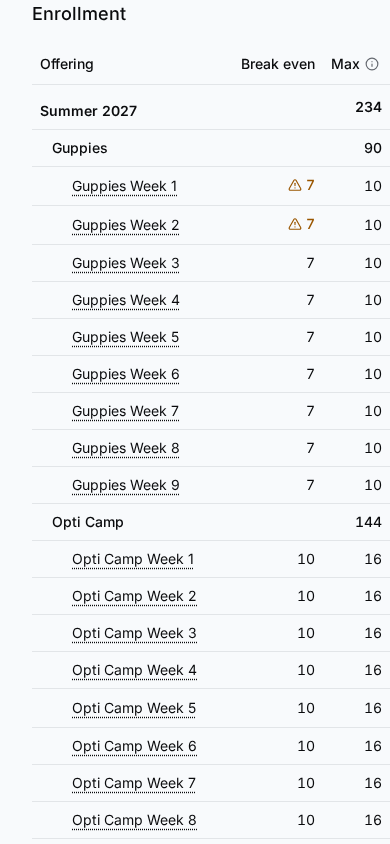 Enrollment
Offering Break even Max
Summer 2027 234
Guppies 90
Guppies Week 1 7 10
Guppies Week 2 7 10
Guppies Week 3 7 10
Guppies Week 4 7 10
Guppies Week 5 7 10
Guppies Week 6 7 10
Guppies Week 7 7 10
Guppies Week 8 7 10
Guppies Week 9 7 10
Opti Camp 144
Opti Camp Week 1 10 16
Opti Camp Week 2 10 16
Opti Camp Week 3 10 16
Opti Camp Week 4 10 16
Opti Camp Week 5 10 16
Opti Camp Week 6 10 16
Opti Camp Week 7 10 16
Opti Camp Week 8 10 16